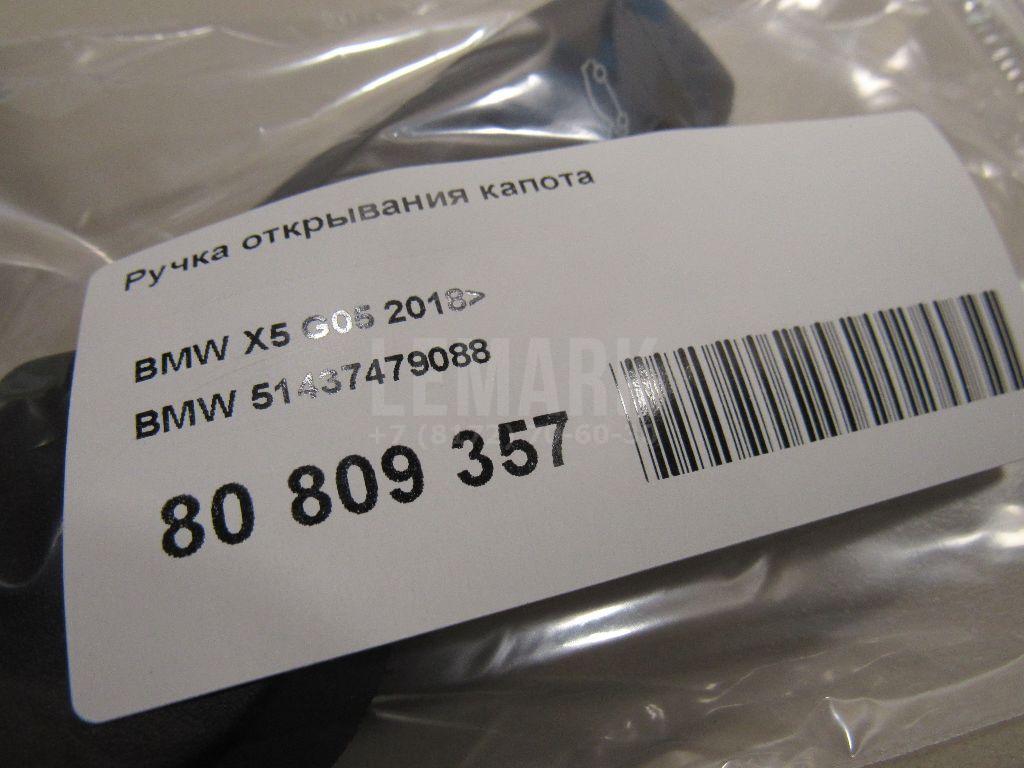 Ручка открывания капота
BMW X5 G05 2018>
BMW 51437479088
LEMARK
80 809 357